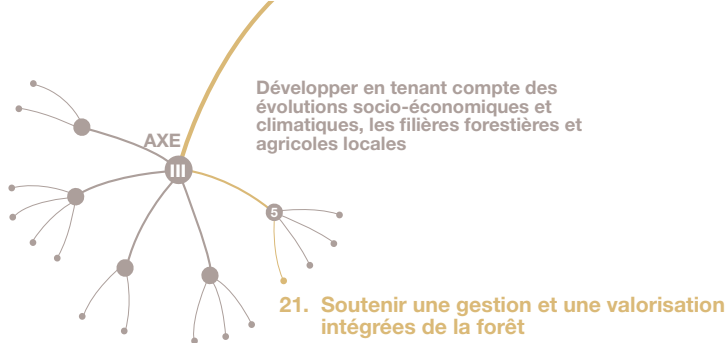 Développer en tenant compte des
évolutions socio-économiques et
climatiques, les filières forestières et
agricoles locales
AXE
III
5
21. Soutenir une gestion et une valorisation
intégrées de la forêt